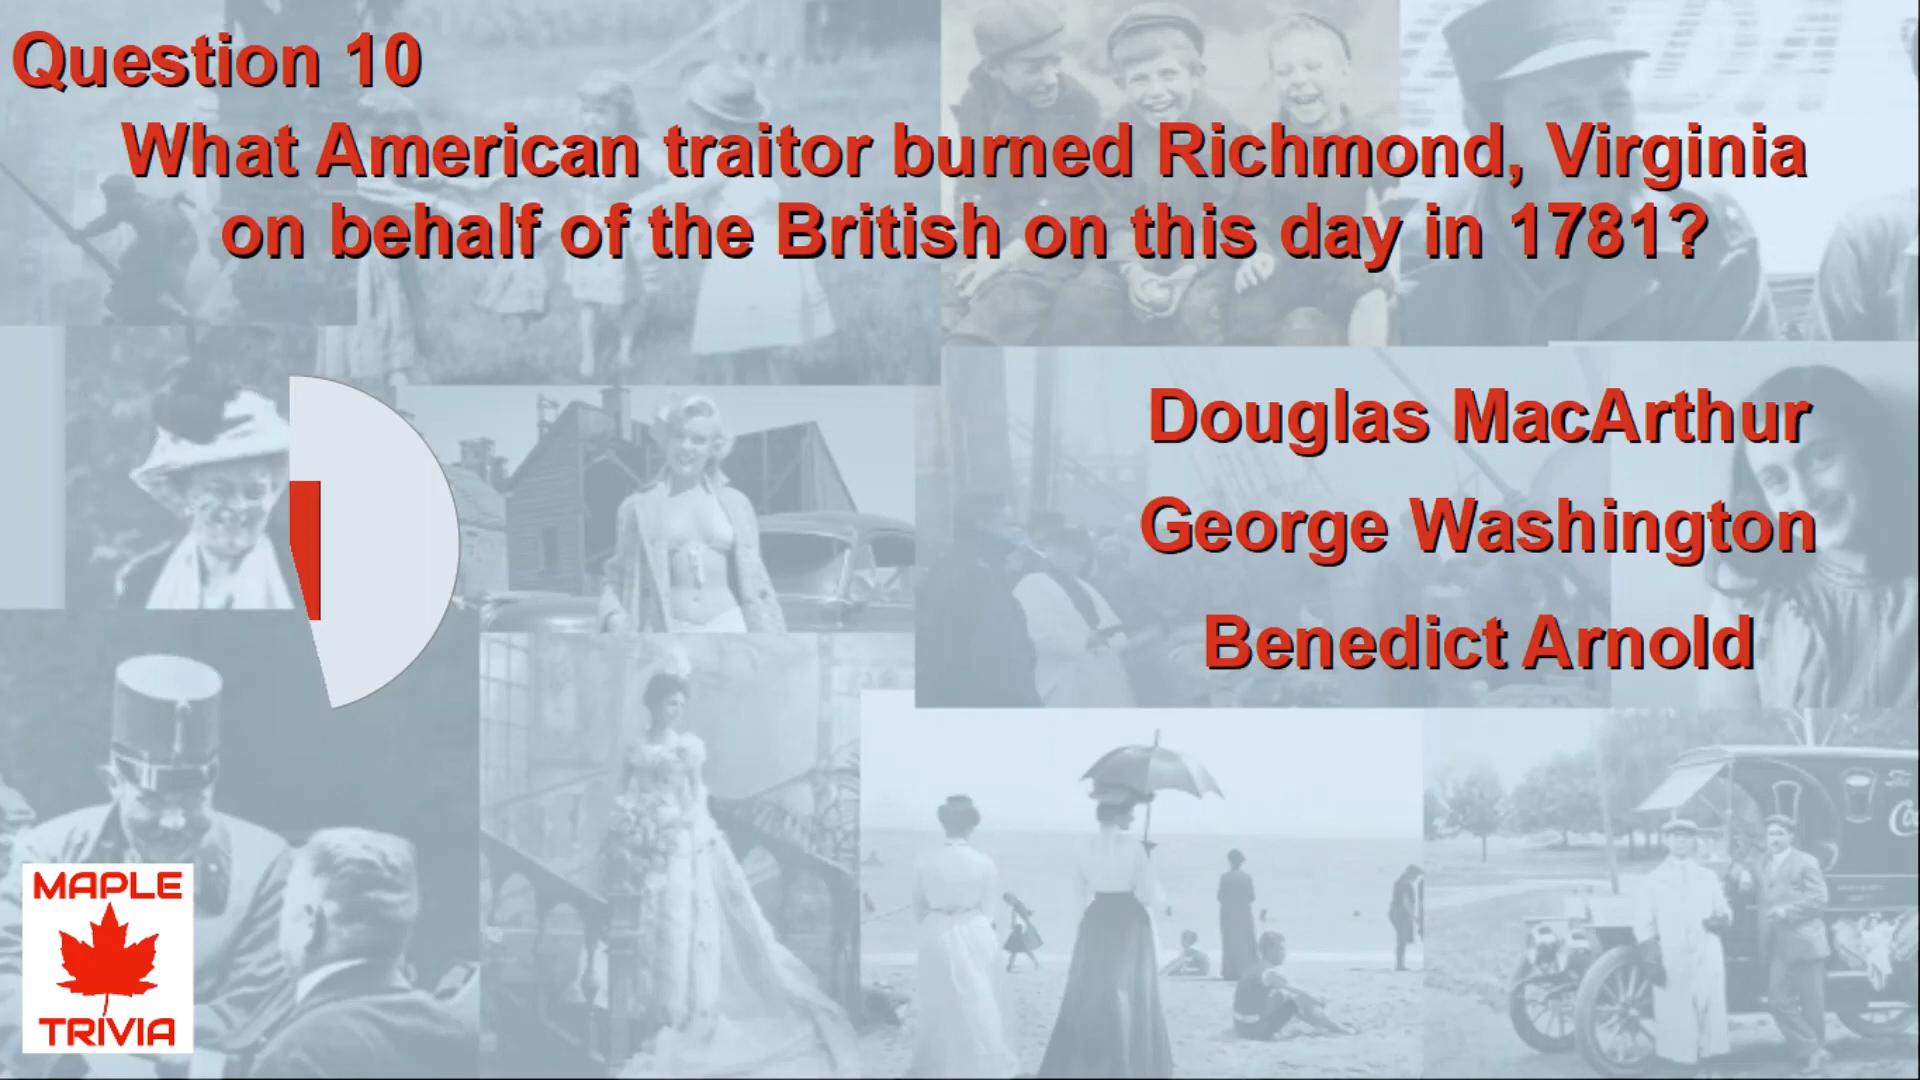 Question 10
What American traitor burned Richmond, Virginia
on behalf of the British on this day in 1781?
Douglas MacArthur
George Washington
Benedict Arnold
MAPLE
TRIVIA